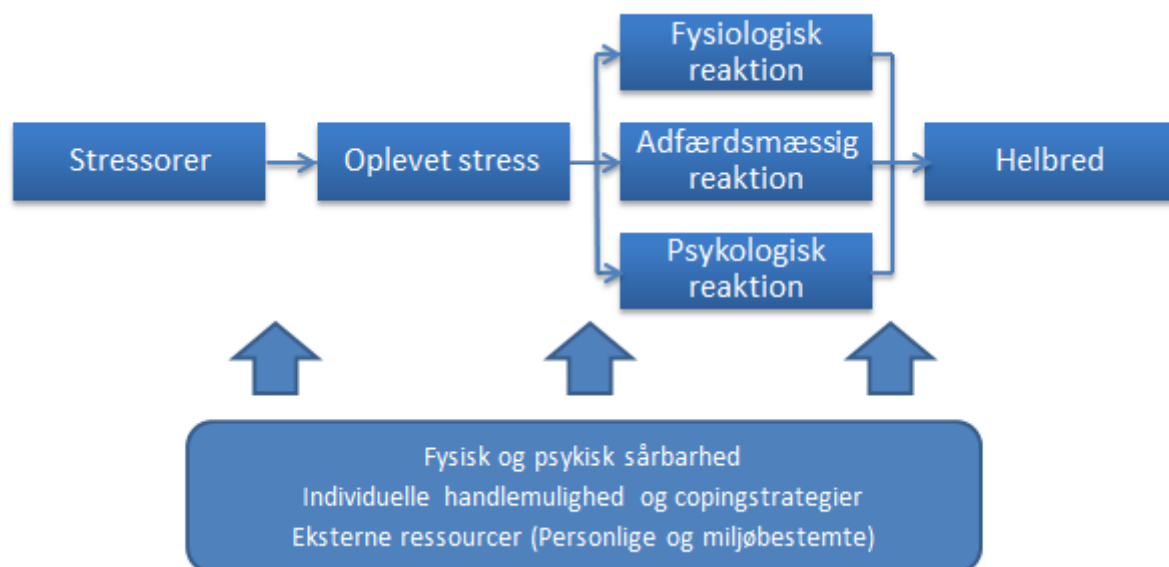 Stressorer
Oplevet stress
Fysiologisk
reaktion
Adfærdsmæssig
reaktion
Psykologisk
reaktion
Helbred
Fysisk og psykisk sårbarhed
Individuelle handlemulighed og copingstrategier
Eksterne ressourcer (Personlige og miljøbestemte)